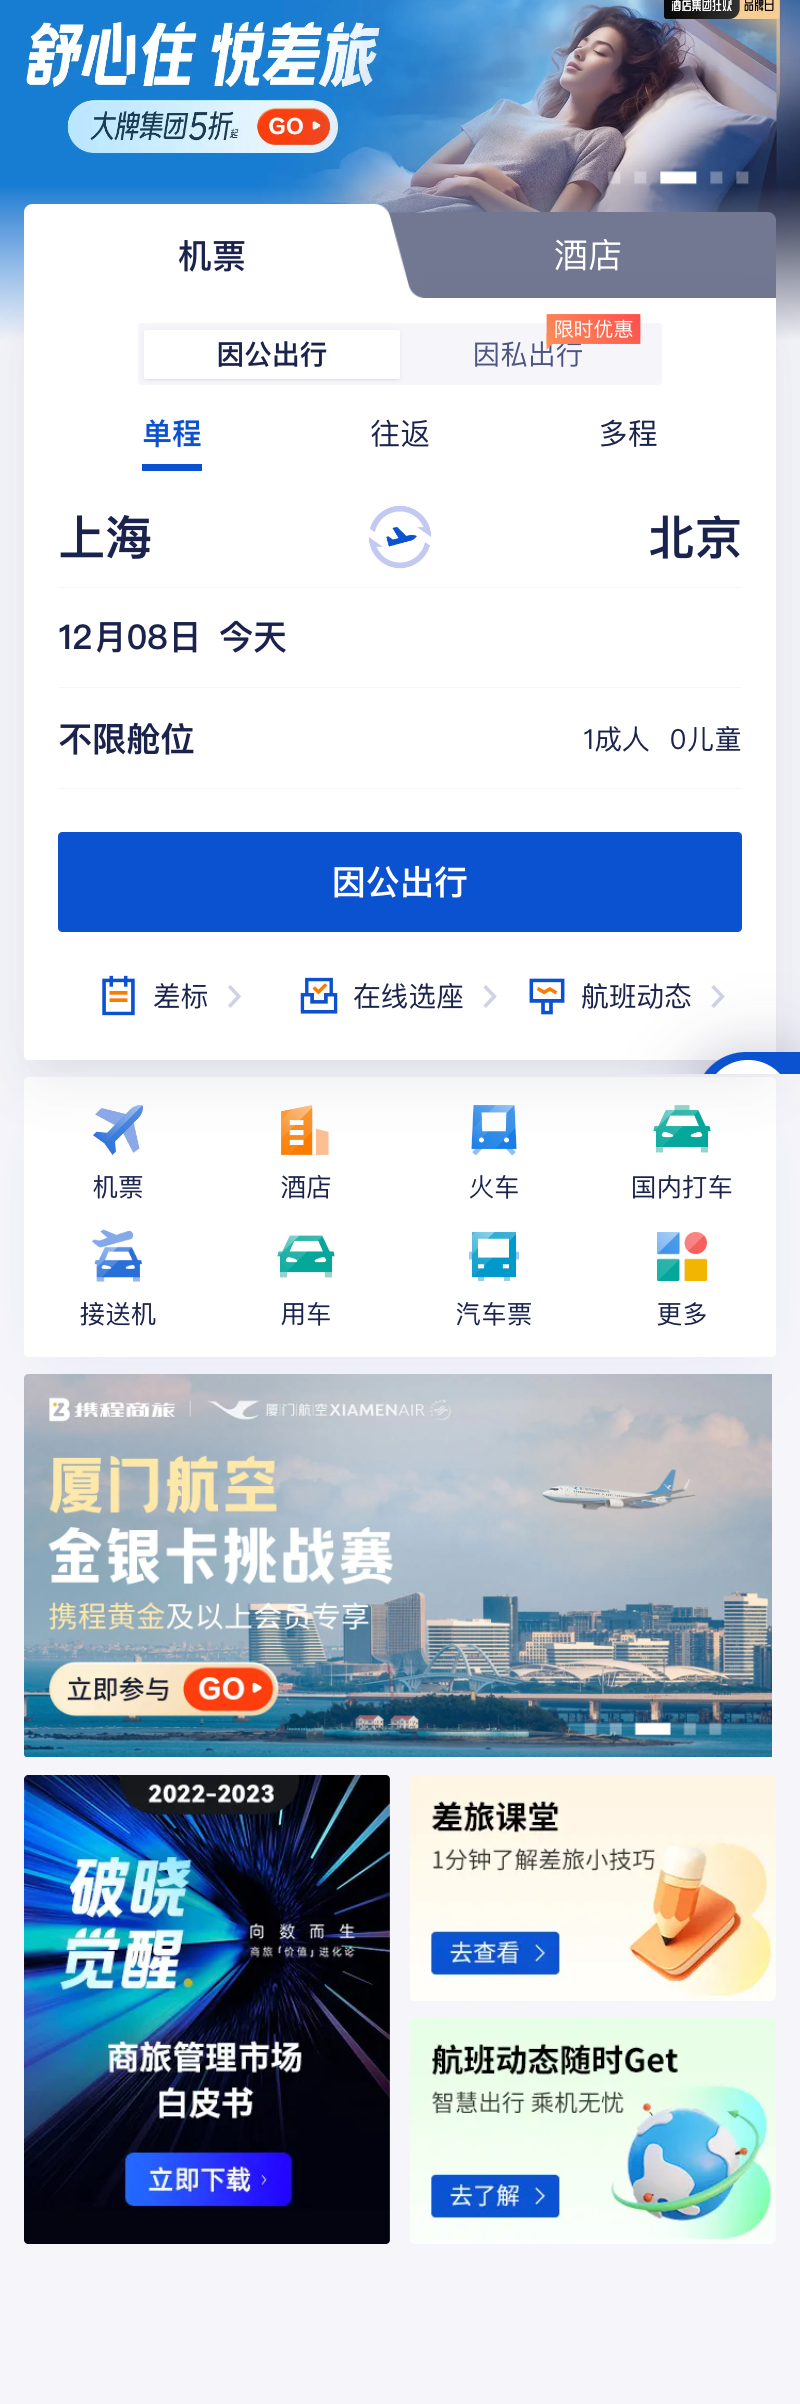 酒店集团狂欢 品牌日
舒心住 悦差旅
大牌集团5折起 GO
机票 酒店
限时优惠
因公出行 因私出行
单程 往返 多程
上海 北京
12月08日 今天
不限舱位 1成人 0儿童
因公出行
差标 在线选座 航班动态
机票 酒店 火车 国内打车
接送机 用车 汽车票 更多
携程商旅 厦门航空XIAMENAIR
厦门航空
金银卡挑战赛
携程黄金及以上会员专享
立即参与 GO
2022-2023
破晓
觉醒.
向数而生
商旅「价值」进化论
商旅管理市场
白皮书
立即下载
差旅课堂
1分钟了解差旅小技巧
去查看
航班动态随时Get
智慧出行 乘机无忧
去了解